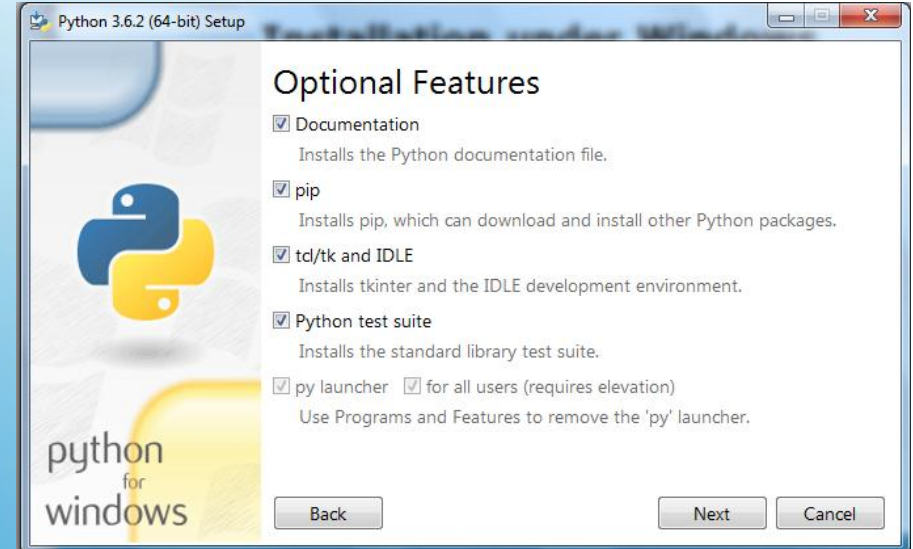 Python 3.6.2 (64-bit) Setup
Installation under Windows
Optional Features
Documentation
Installs the Python documentation file.
pip
Installs pip, which can download and install other Python packages.
tcl/tk and IDLE
Installs tkinter and the IDLE development environment.
Python test suite
Installs the standard library test suite.
py launcher for all users (requires elevation)
Use Programs and Features to remove the 'py' launcher.
python
for
windows
Back Next Cancel